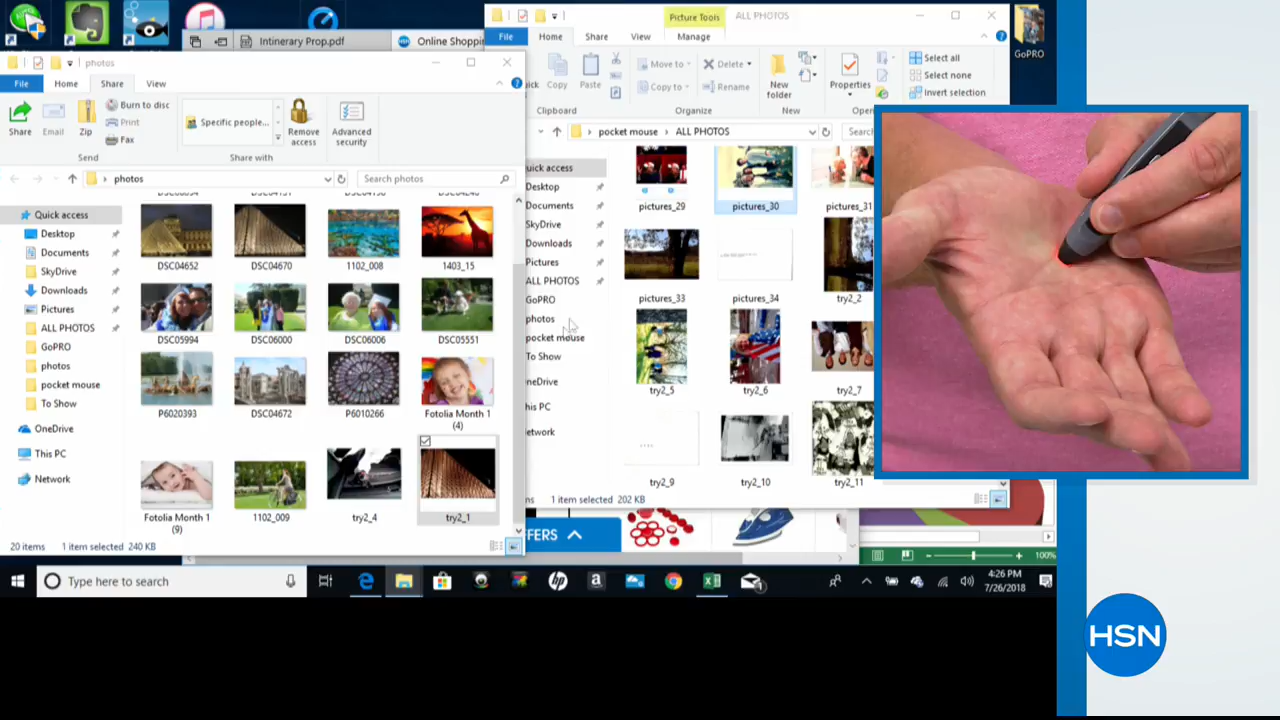 Intinerary Prop.pdf
Online Shoppi
Picture Tools
ALL PHOTOS
GoPRO
File
Home
Share
View
Manage
photos
File
Home
Share
View
Share
Email
Zip
Burn to disc
Print
Fax
Send
Specific people...
Share with
Remove access
Advanced security
Copy
Paste
Clipboard
Move to
Copy to
Delete
Rename
Organize
New folder
New
Properties
Select all
Select none
Invert selection
photos
Search photos
pocket mouse
ALL PHOTOS
Sear
Quick access
Desktop
Documents
SkyDrive
Downloads
Pictures
ALL PHOTOS
GoPRO
photos
pocket mouse
To Show
OneDrive
This PC
Network
DSC04652
DSC04670
1102_008
1403_15
DSC05994
DSC06000
DSC06006
DSC05551
P6020393
DSC04672
P6010266
Fotolia Month 1 (4)
Fotolia Month 1 (9)
1102_009
try2_4
try2_1
20 items
1 item selected 240 KB
uick access
Desktop
Documents
SkyDrive
Downloads
Pictures
ALL PHOTOS
GoPRO
photos
pocket mouse
To Show
neDrive
his PC
etwork
pictures_29
pictures_30
pictures_31
pictures_33
pictures_34
try2_2
try2_5
try2_6
try2_7
try2_9
try2_10
try2_11
ms
1 item selected 202 KB
FERS
100%
Type here to search
4:26 PM
7/26/2018
HSN